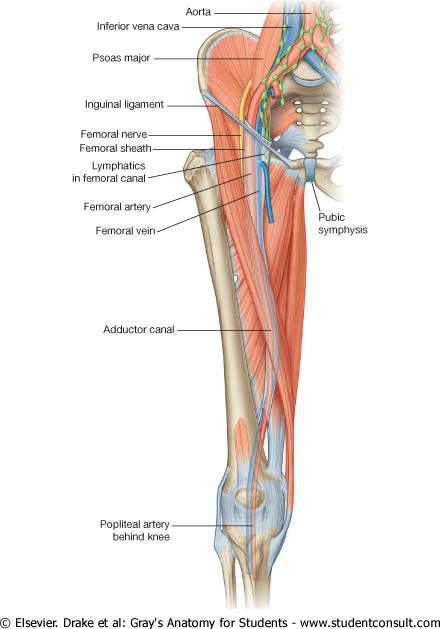 Aorta
Inferior vena cava
Psoas major
Inguinal ligament
Femoral nerve
Femoral sheath
Lymphatics
in femoral canal
Femoral artery
Femoral vein
Pubic
symphysis
Adductor canal
Popliteal artery
behind knee
© Elsevier. Drake et al: Gray's Anatomy for Students - www.studentconsult.com